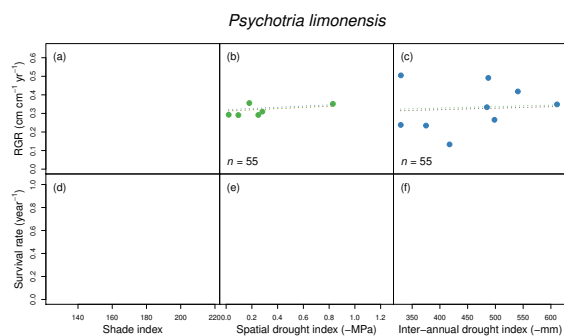 Psychotria limonensis
(a) (b) (c)
RGR (cm cm⁻¹ yr⁻¹)
0.0 0.1 0.2 0.3 0.4 0.5 0.6
n = 55 n = 55
(d) (e) (f)
Survival rate (year⁻¹)
0.0 0.2 0.4 0.6 0.8 1.0
140 160 180 200 220
0.0 0.2 0.4 0.6 0.8 1.0 1.2
350 400 450 500 550 600
Shade index
Spatial drought index (−MPa)
Inter−annual drought index (−mm)